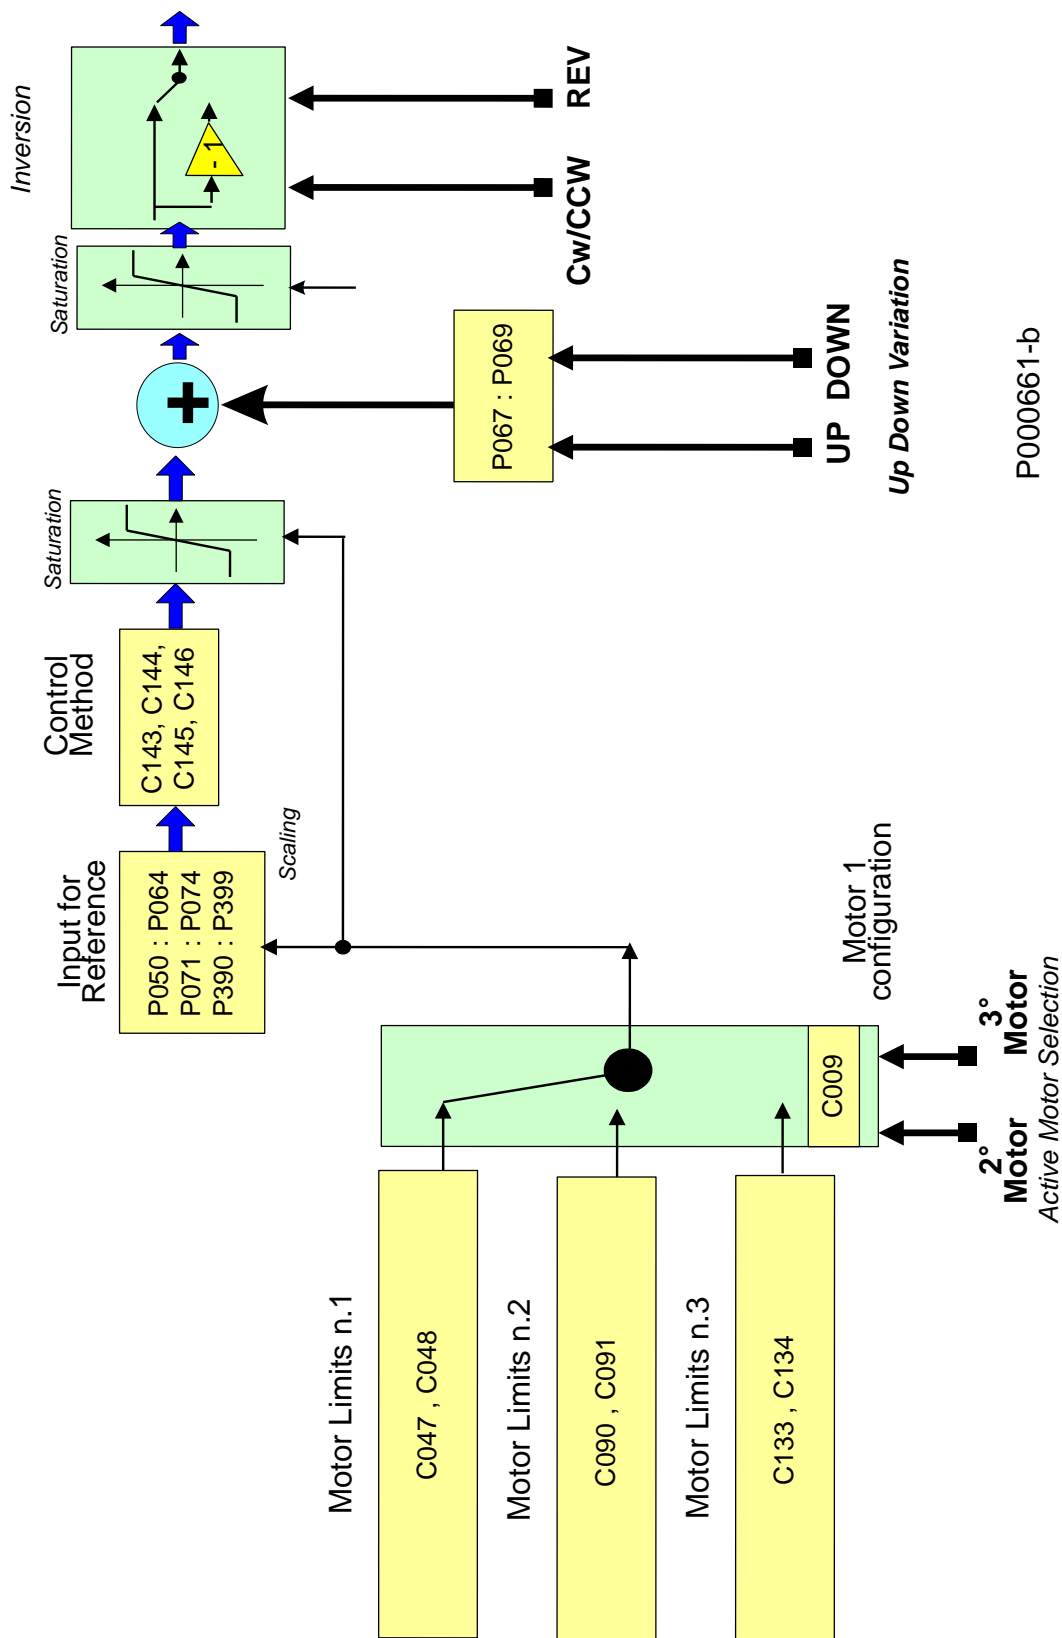 Motor Limits n.1
C047 , C048
Motor Limits n.2
C090 , C091
Motor Limits n.3
C133 , C134
C009
2°
Motor
3°
Motor
Active Motor Selection
Motor 1
configuration
Input for
Reference
P050 : P064
P071 : P074
P390 : P399
Scaling
Control
Method
C143, C144,
C145, C146
Saturation
+
P067 : P069
UP DOWN
Up Down Variation
Saturation
Inversion
- 1
Cw/CCW
REV
P000661-b